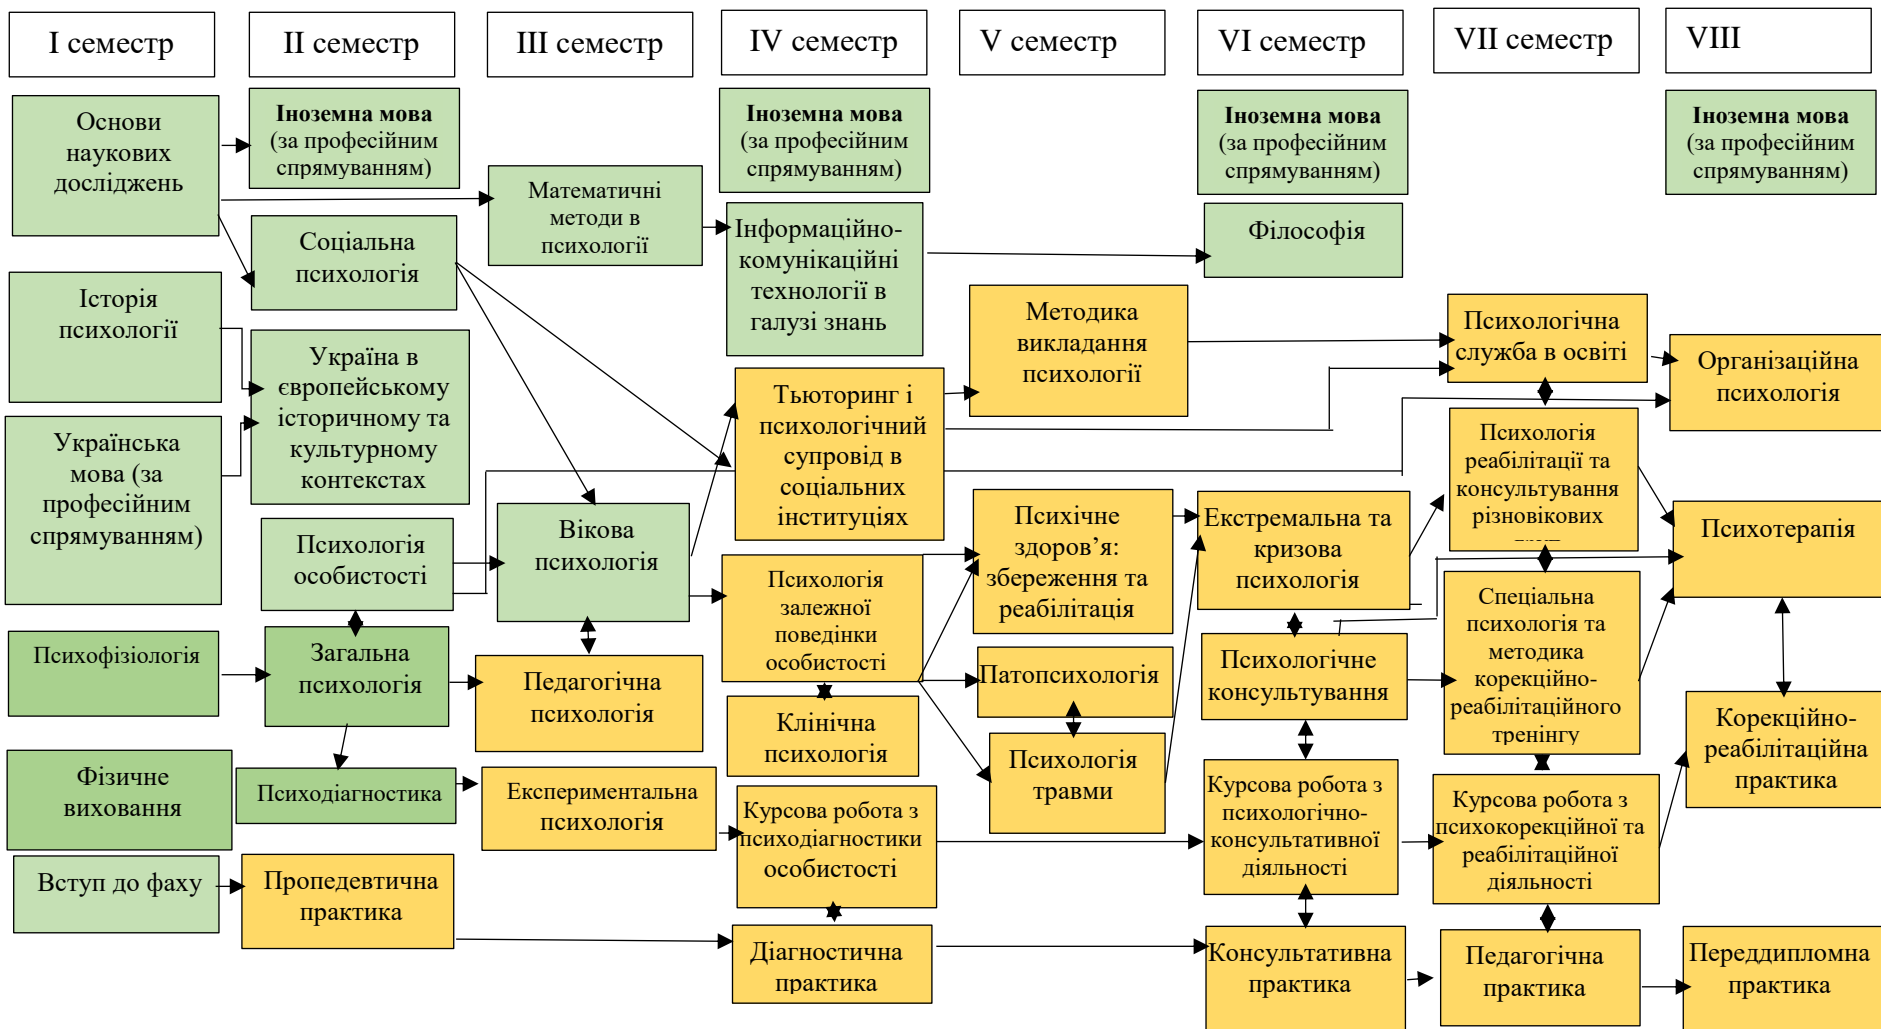 I семестр
II семестр
III семестр
IV семестр
V семестр
VI семестр
VII семестр
VIII
Основи
наукових
досліджень
Історія
психології
Українська
мова (за
професійним
спрямуванням)
Психофізіологія
Фізичне
виховання
Вступ до фаху
Іноземна мова
(за професійним
спрямуванням)
Соціальна
психологія
Україна в
європейському
історичному та
культурному
контекстах
Психологія
особистості
Загальна
психологія
Психодіагностика
Пропедевтична
практика
Математичні
методи в
психології
Вікова
психологія
Педагогічна
психологія
Експериментальна
психологія
Іноземна мова
(за професійним
спрямуванням)
Інформаційно-
комунікаційні
технології в
галузі знань
Тьюторинг і
психологічний
супровід в
соціальних
інституціях
Психологія
залежної
поведінки
особистості
Клінічна
психологія
Курсова робота з
психодіагностики
особистості
Діагностична
практика
Методика
викладання
психології
Психічне
здоров’я:
збереження та
реабілітація
Патопсихологія
Психологія
травми
Іноземна мова
(за професійним
спрямуванням)
Філософія
Екстремальна та
кризова
психологія
Психологічне
консультування
Курсова робота з
психологічно-
консультативної
діяльності
Консультативна
практика
Психологічна
служба в освіті
Психологія
реабілітації та
консультування
різновікових
Спеціальна
психологія та
методика
корекційно-
реабілітаційного
тренінгу
Курсова робота з
психокорекційної та
реабілітаційної
діяльності
Педагогічна
практика
Іноземна мова
(за професійним
спрямуванням)
Організаційна
психологія
Психотерапія
Корекційно-
реабілітаційна
практика
Переддипломна
практика